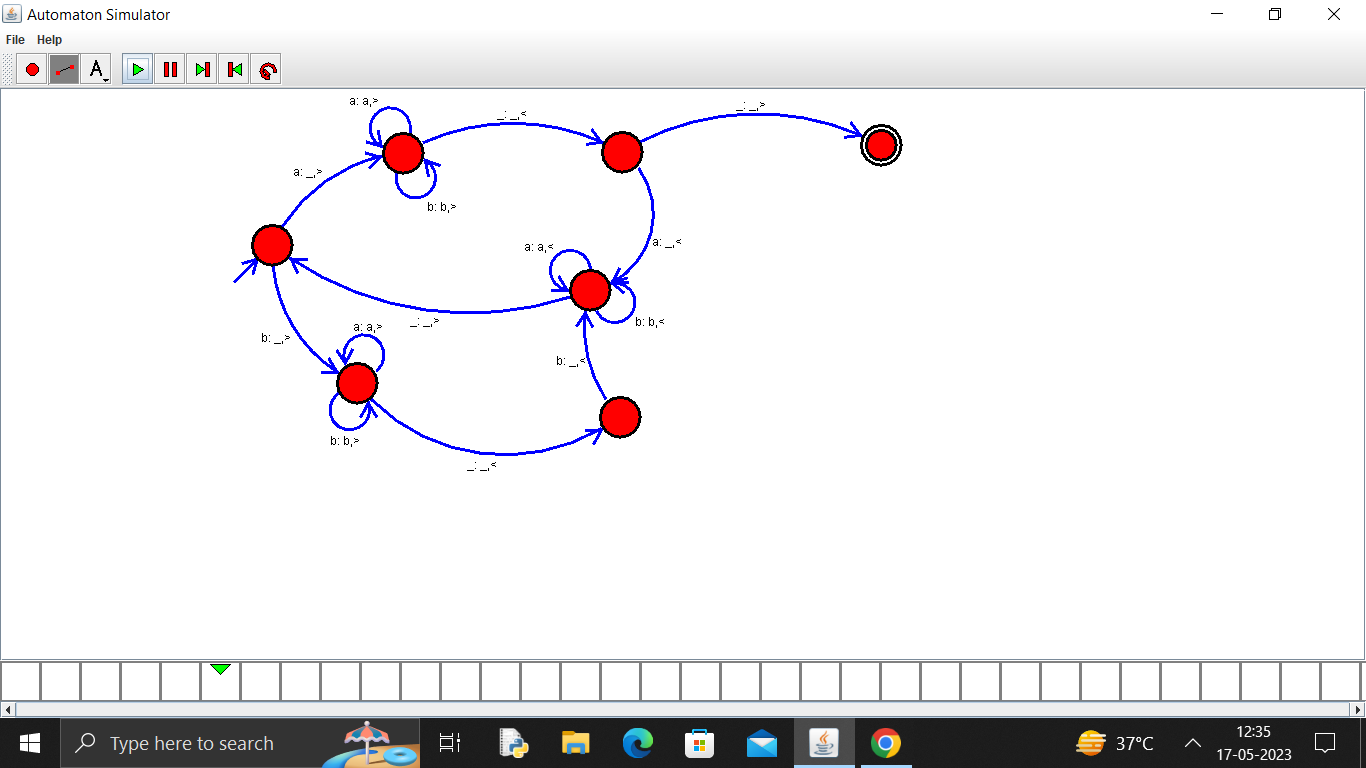 Automaton Simulator
File Help
A
a: a,>
_: _,<
_: _,>
a: _,>
b: b,>
a: _,<
a: a,<
_: _,>
b: b,<
a: a,>
b: _,>
b: _,<
b: b,>
_: _,<
Type here to search
37°C
12:35
17-05-2023